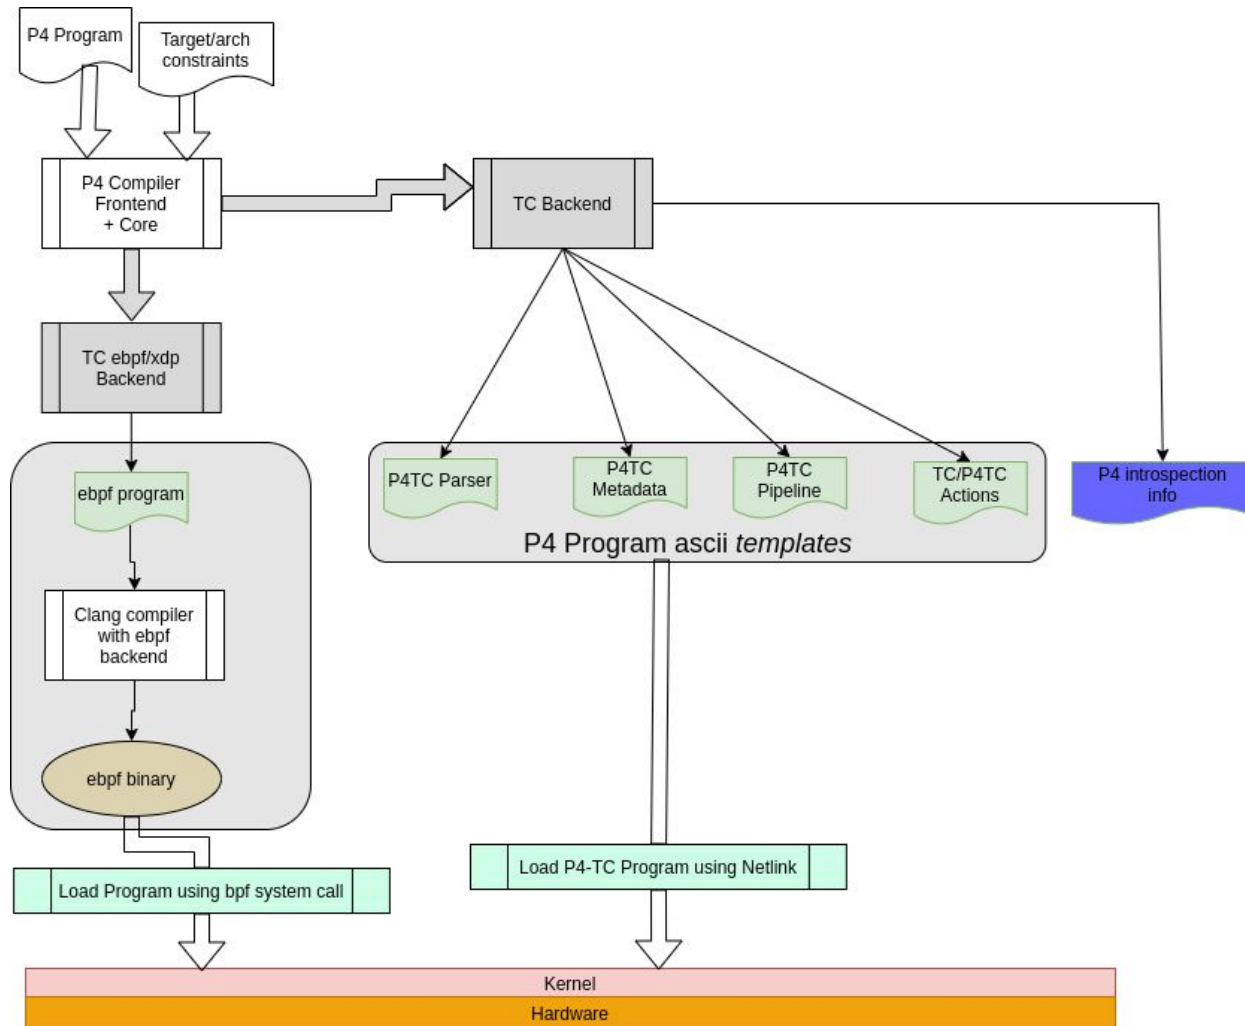 P4 Program
Target/arch
constraints
P4 Compiler
Frontend
+ Core
TC Backend
TC ebpf/xdp
Backend
ebpf program
P4TC Parser
P4TC
Metadata
P4TC
Pipeline
TC/P4TC
Actions
P4 introspection
info
P4 Program ascii templates
Clang compiler
with ebpf
backend
ebpf binary
Load P4-TC Program using Netlink
Load Program using bpf system call
Kernel
Hardware